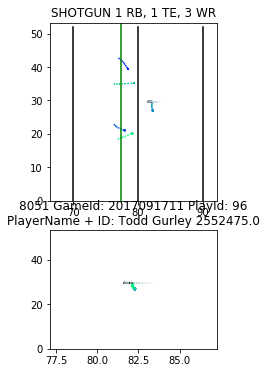 SHOTGUN 1 RB, 1 TE, 3 WR
50
40
30
20
10
0
70 80 90
8051 GameId: 2017091711 PlayId: 96
PlayerName + ID: Todd Gurley 2552475.0
40
20
0
77.5 80.0 82.5 85.0